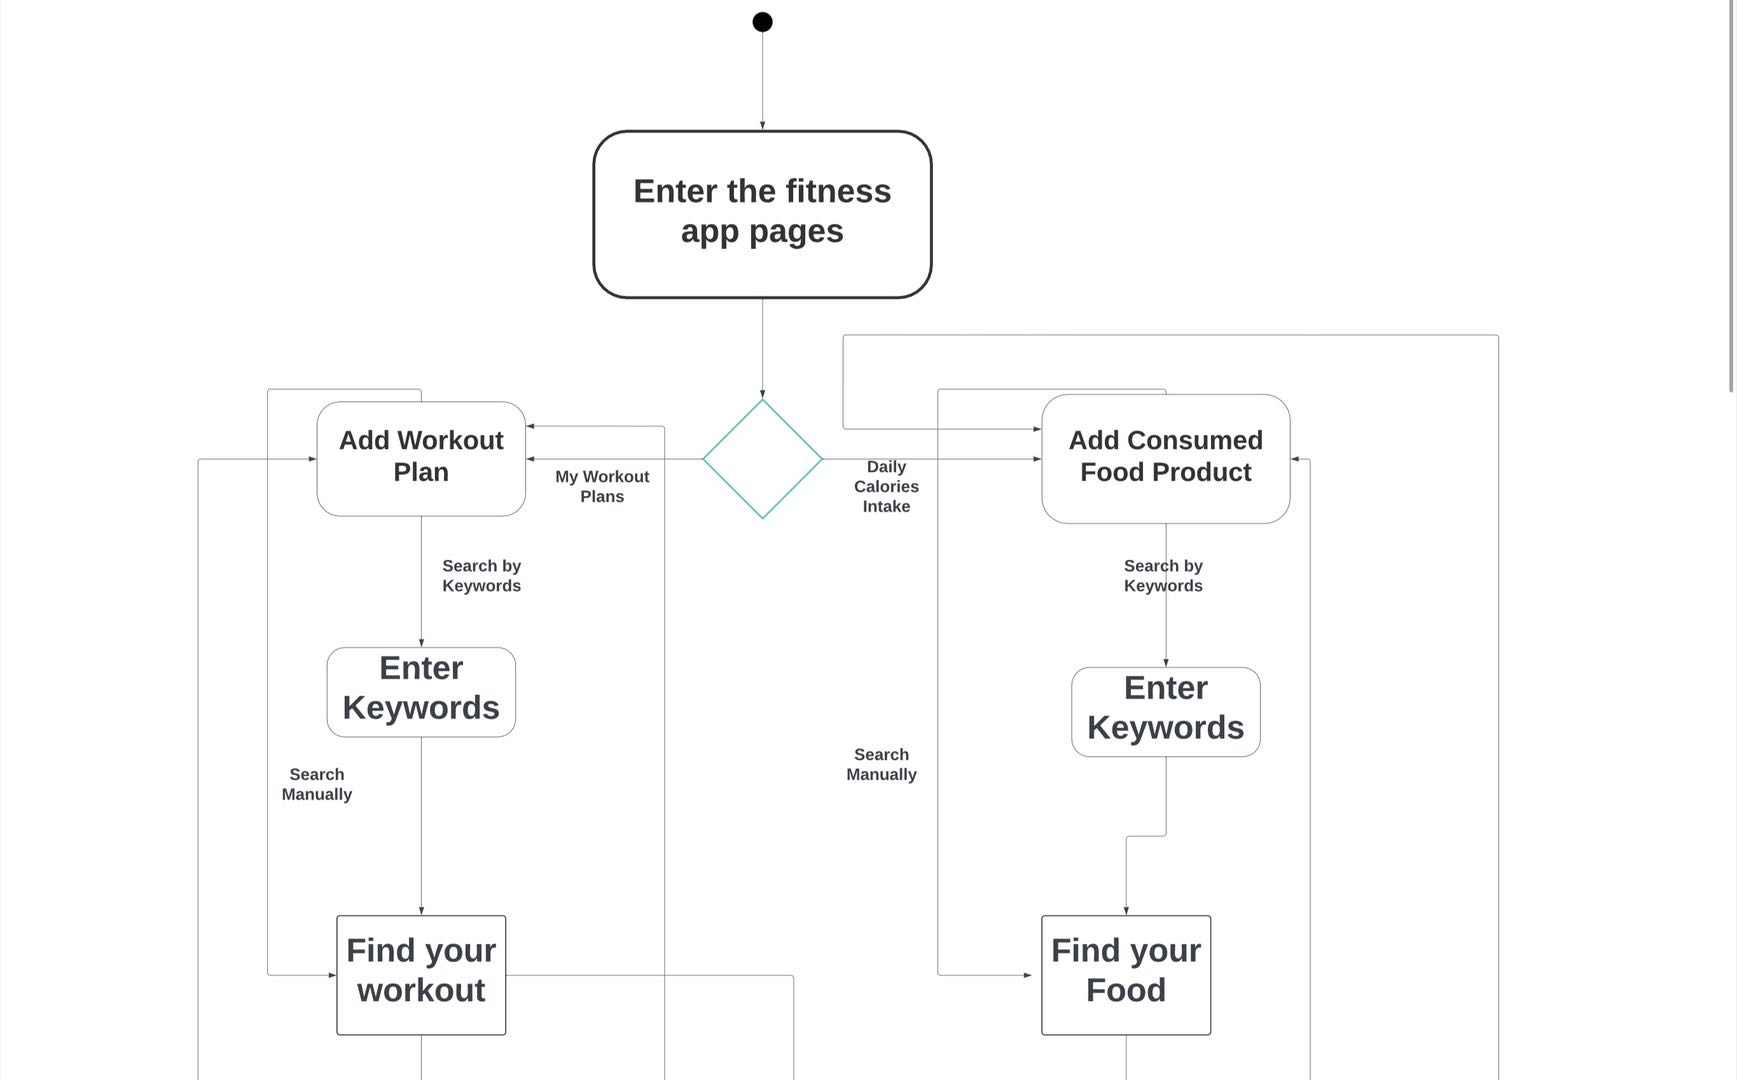 Enter the fitness
app pages
Add Workout
Plan
My Workout
Plans
Daily
Calories
Intake
Add Consumed
Food Product
Search by
Keywords
Search by
Keywords
Enter
Keywords
Enter
Keywords
Search
Manually
Search
Manually
Find your
workout
Find your
Food